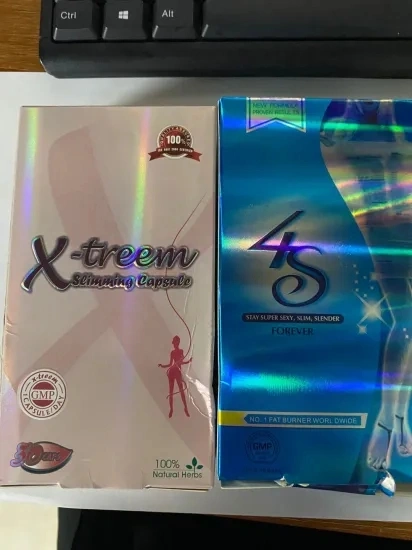 Ctrl
Alt
100%
X-treem
Slimming Capsule
x-treem
GMP
1 CAPSULE/DAY
100%
Natural Herbs
NEW FORMULA
PROVEN RESULTS
4S
STAY SUPER SEXY, SLIM, SLENDER
FOREVER
NO. 1 FAT BURNER WORLDWIDE
GMP